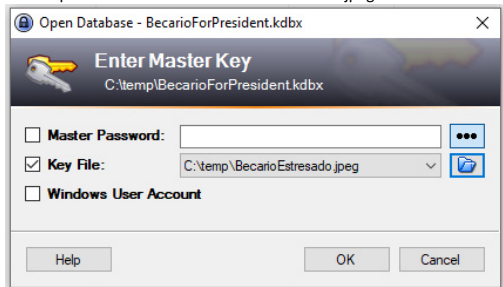 Open Database - BecarioForPresident.kdbx
Enter Master Key
C:\temp\BecarioForPresident.kdbx
Master Password:
Key File: C:\temp\BecarioEstresado.jpeg
Windows User Account
Help OK Cancel